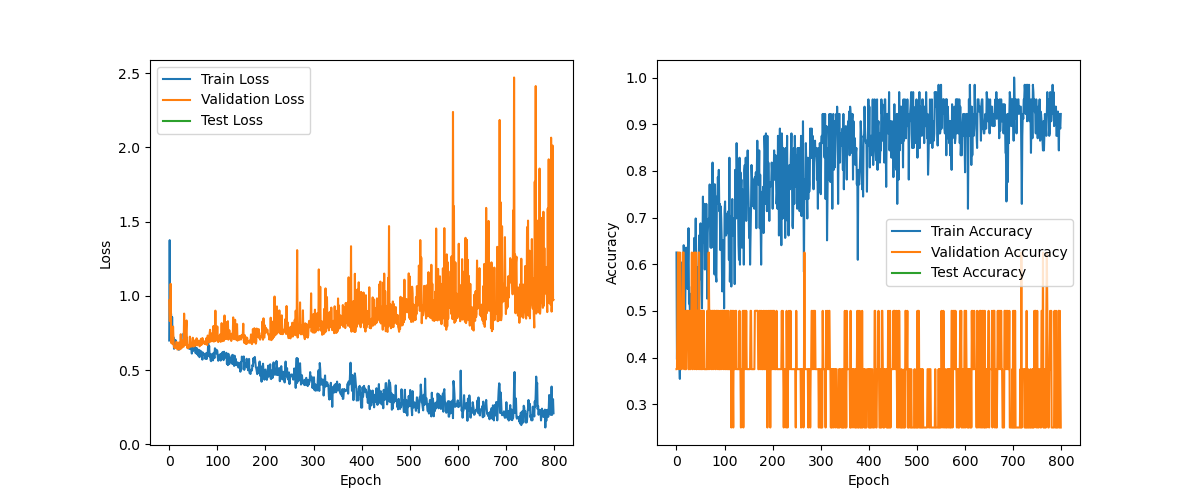 Train Loss
Validation Loss
Test Loss
2.5
2.0
1.5
1.0
0.5
0.0
Loss
0 100 200 300 400 500 600 700 800
Epoch
Train Accuracy
Validation Accuracy
Test Accuracy
1.0
0.9
0.8
0.7
0.6
0.5
0.4
0.3
Accuracy
0 100 200 300 400 500 600 700 800
Epoch